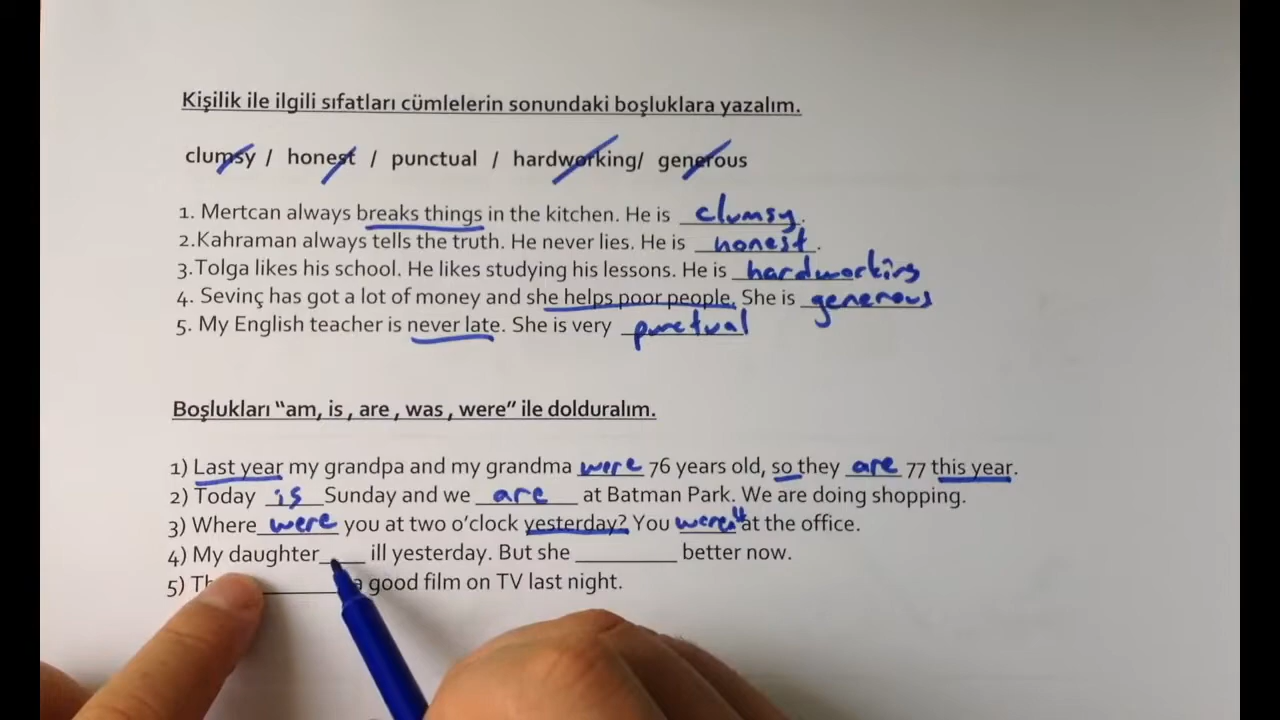 Kişilik ile ilgili sıfatları cümlelerin sonundaki boşluklara yazalım.
clumsy / honest / punctual / hardworking/ generous
1. Mertcan always breaks things in the kitchen. He is clumsy.
2.Kahraman always tells the truth. He never lies. He is honest.
3.Tolga likes his school. He likes studying his lessons. He is hardworking
4. Sevinç has got a lot of money and she helps poor people. She is generous
5. My English teacher is never late. She is very punctual
Boşlukları “am, is , are , was , were” ile dolduralım.
1) Last year my grandpa and my grandma were 76 years old, so they are 77 this year.
2) Today is Sunday and we are at Batman Park. We are doing shopping.
3) Where were you at two o’clock yesterday? You weren't at the office.
4) My daughter____ ill yesterday. But she _________ better now.
5) good film on TV last night.